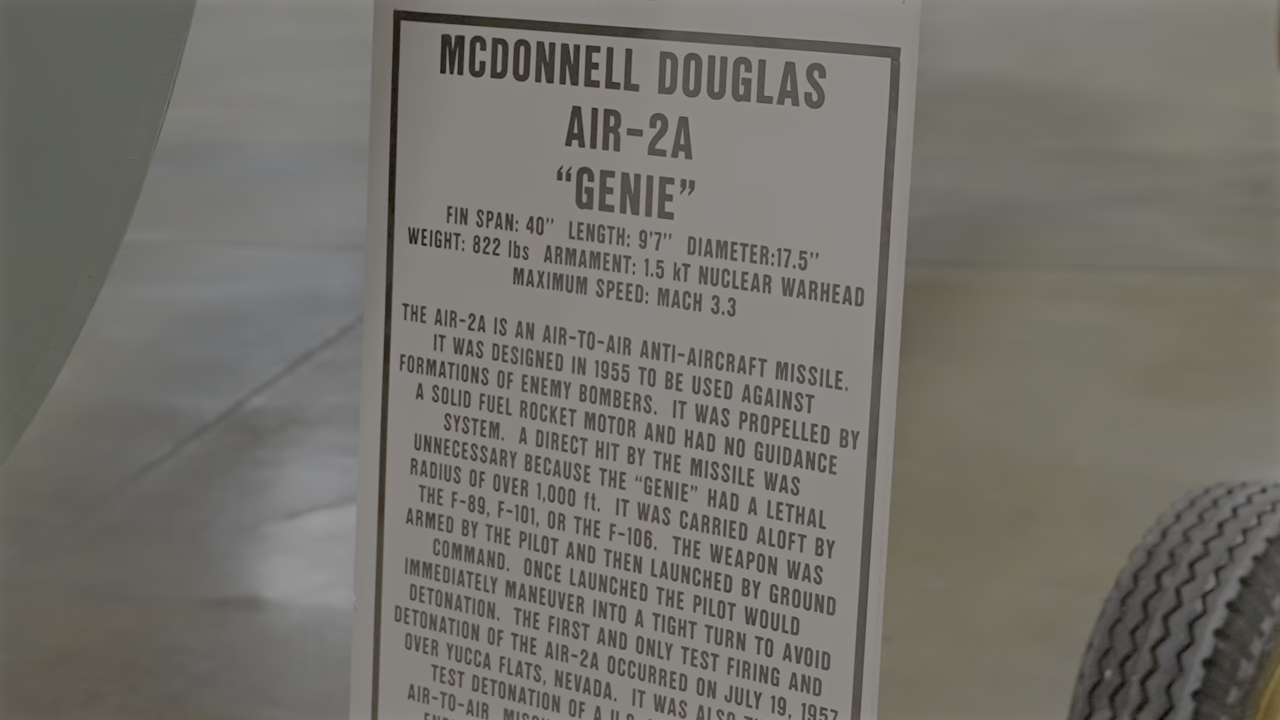 MCDONNELL DOUGLAS
AIR-2A
“GENIE”
FIN SPAN: 40” LENGTH: 9'7” DIAMETER:17.5”
WEIGHT: 822 lbs ARMAMENT: 1.5 kT NUCLEAR WARHEAD
MAXIMUM SPEED: MACH 3.3
THE AIR-2A IS AN AIR-TO-AIR ANTI-AIRCRAFT MISSILE.
IT WAS DESIGNED IN 1955 TO BE USED AGAINST
FORMATIONS OF ENEMY BOMBERS. IT WAS PROPELLED BY
A SOLID FUEL ROCKET MOTOR AND HAD NO GUIDANCE
SYSTEM. A DIRECT HIT BY THE MISSILE WAS
UNNECESSARY BECAUSE THE “GENIE” HAD A LETHAL
RADIUS OF OVER 1,000 ft. IT WAS CARRIED ALOFT BY
THE F-89, F-101, OR THE F-106. THE WEAPON WAS
ARMED BY THE PILOT AND THEN LAUNCHED BY GROUND
COMMAND. ONCE LAUNCHED THE PILOT WOULD
IMMEDIATELY MANEUVER INTO A TIGHT TURN TO AVOID
DETONATION. THE FIRST AND ONLY TEST FIRING AND
DETONATION OF THE AIR-2A OCCURRED ON JULY 19, 1957
OVER YUCCA FLATS, NEVADA. IT WAS ALSO
TEST DETONATION OF A
AIR-TO-AIR